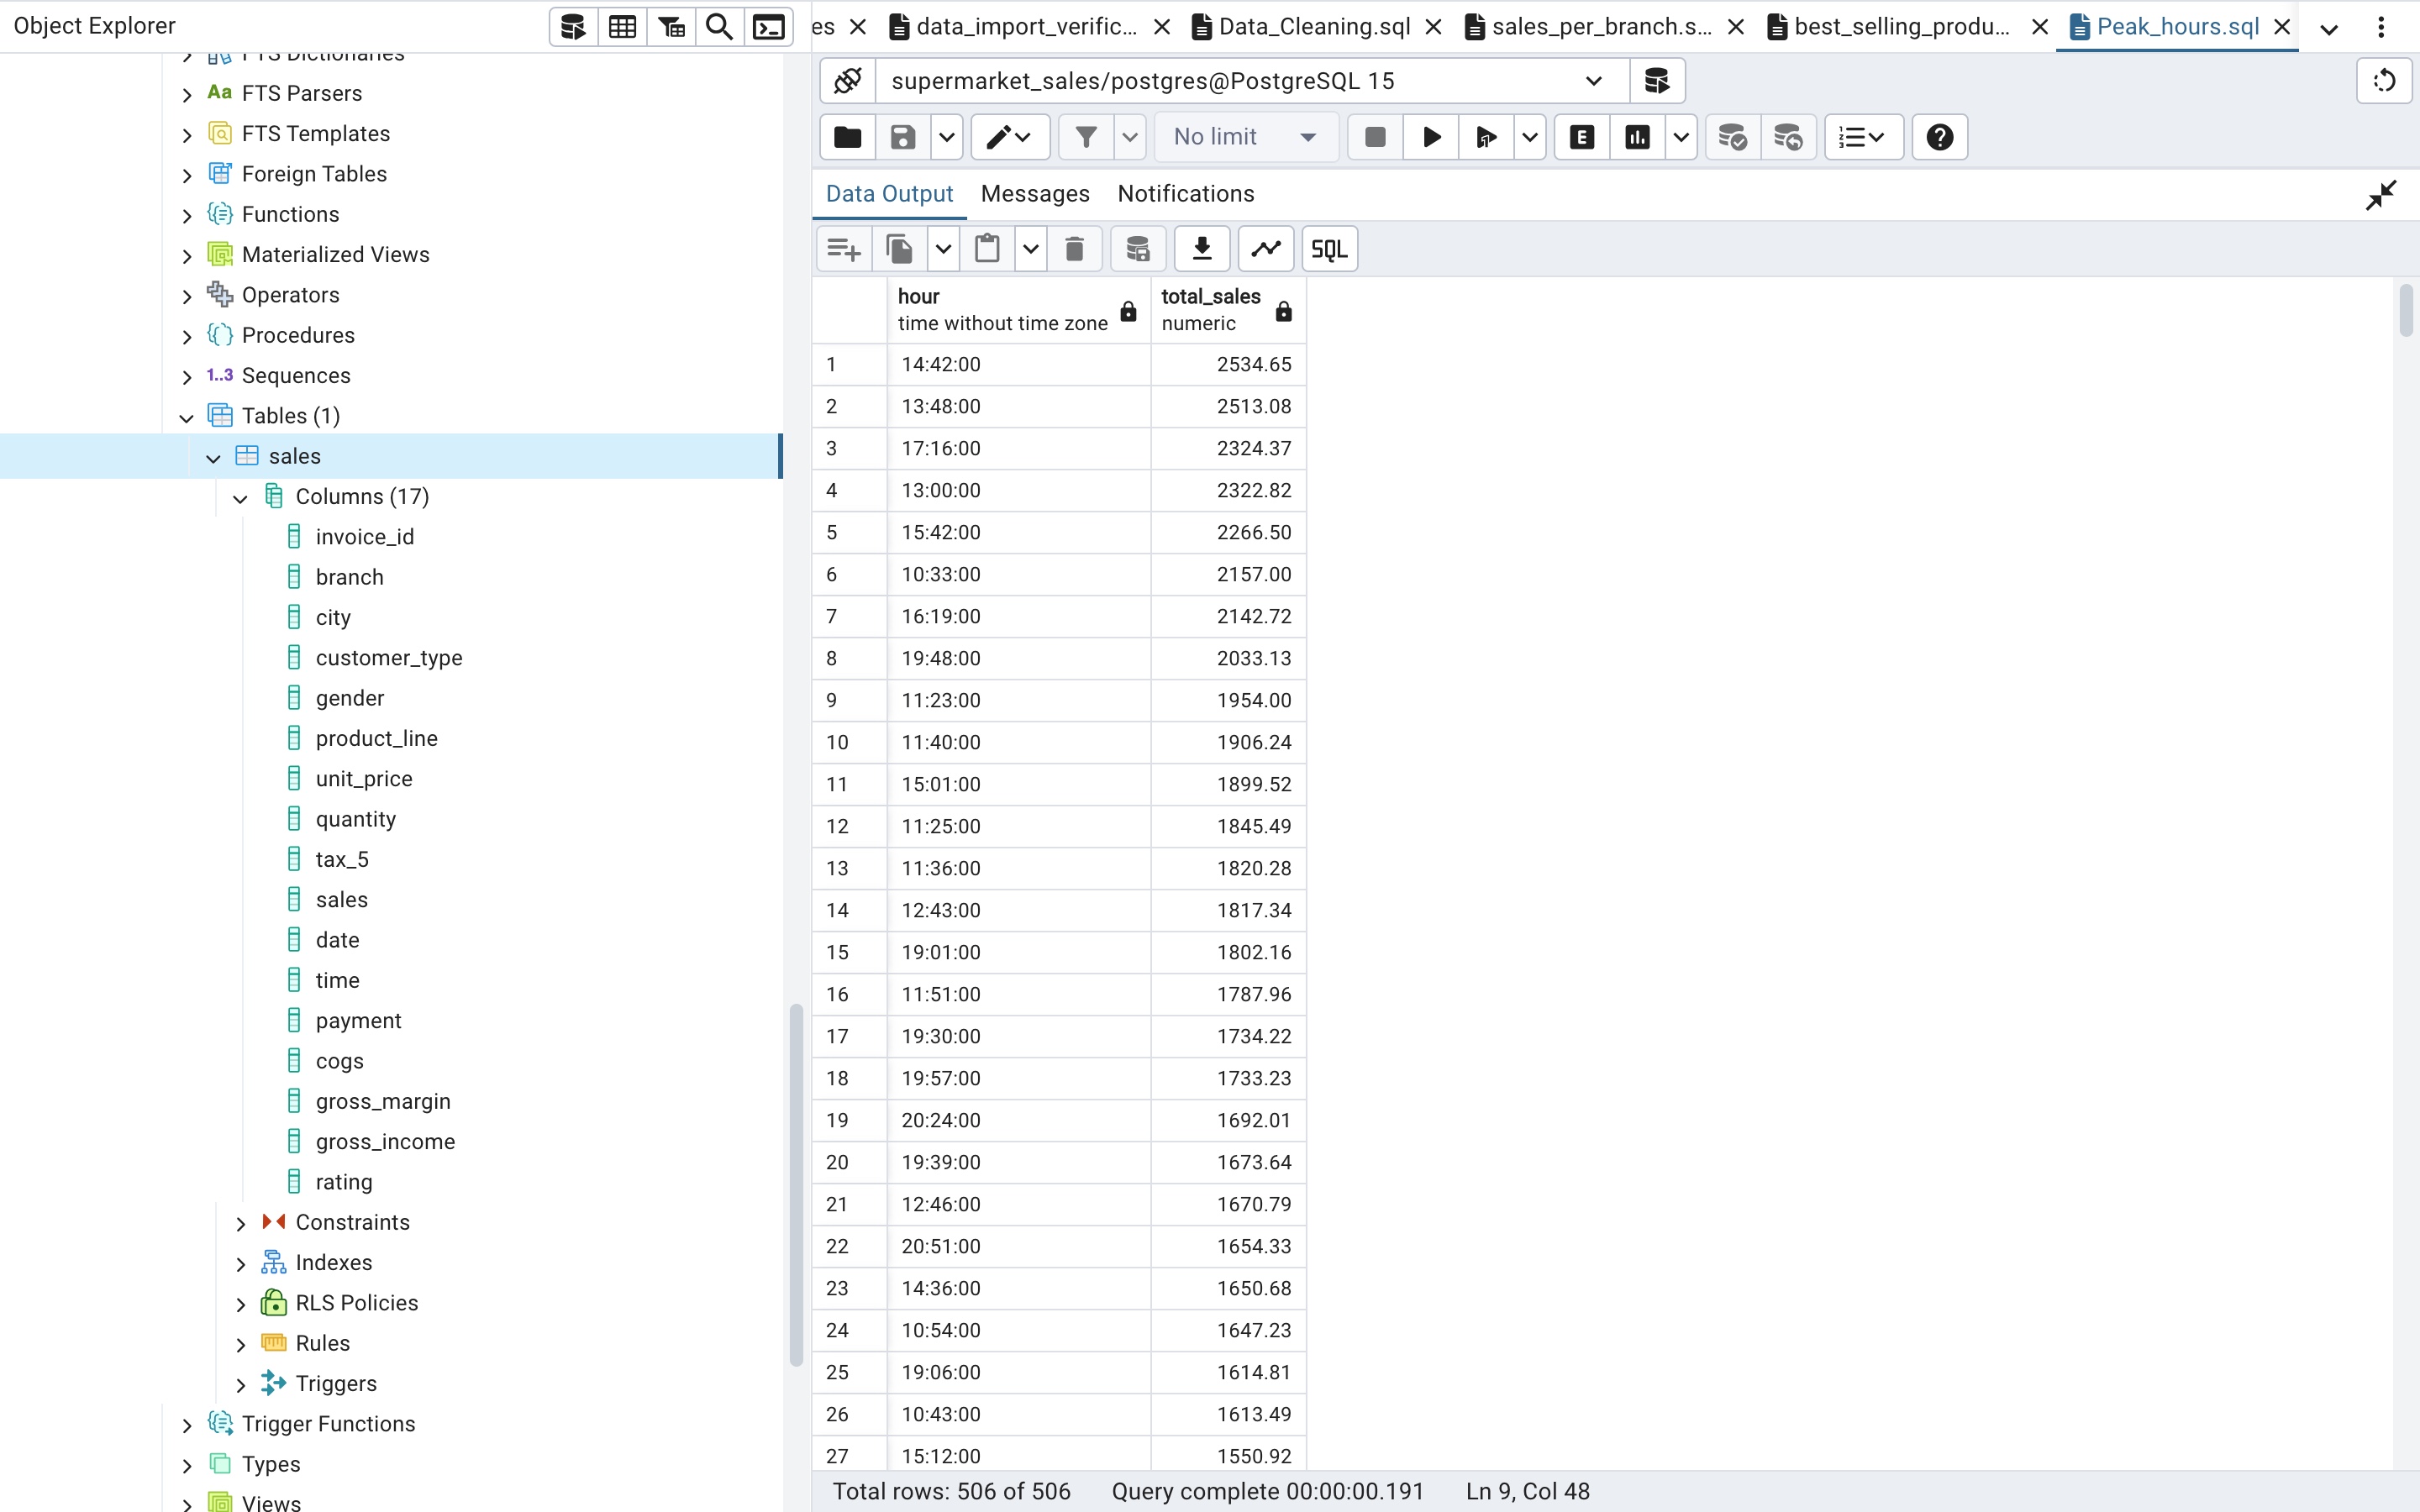 Object Explorer
es
data_import_verific...
Data_Cleaning.sql
sales_per_branch.s...
best_selling_produ...
Peak_hours.sql
FTS Dictionaries
Aa FTS Parsers
FTS Templates
Foreign Tables
Functions
Materialized Views
Operators
Procedures
1..3 Sequences
Tables (1)
sales
Columns (17)
invoice_id
branch
city
customer_type
gender
product_line
unit_price
quantity
tax_5
sales
date
time
payment
cogs
gross_margin
gross_income
rating
Constraints
Indexes
RLS Policies
Rules
Triggers
Trigger Functions
Types
Views
supermarket_sales/postgres@PostgreSQL 15
No limit
E
Data Output Messages Notifications
SQL
hour total_sales
time without time zone numeric
1 14:42:00 2534.65
2 13:48:00 2513.08
3 17:16:00 2324.37
4 13:00:00 2322.82
5 15:42:00 2266.50
6 10:33:00 2157.00
7 16:19:00 2142.72
8 19:48:00 2033.13
9 11:23:00 1954.00
10 11:40:00 1906.24
11 15:01:00 1899.52
12 11:25:00 1845.49
13 11:36:00 1820.28
14 12:43:00 1817.34
15 19:01:00 1802.16
16 11:51:00 1787.96
17 19:30:00 1734.22
18 19:57:00 1733.23
19 20:24:00 1692.01
20 19:39:00 1673.64
21 12:46:00 1670.79
22 20:51:00 1654.33
23 14:36:00 1650.68
24 10:54:00 1647.23
25 19:06:00 1614.81
26 10:43:00 1613.49
27 15:12:00 1550.92
Total rows: 506 of 506 Query complete 00:00:00.191 Ln 9, Col 48